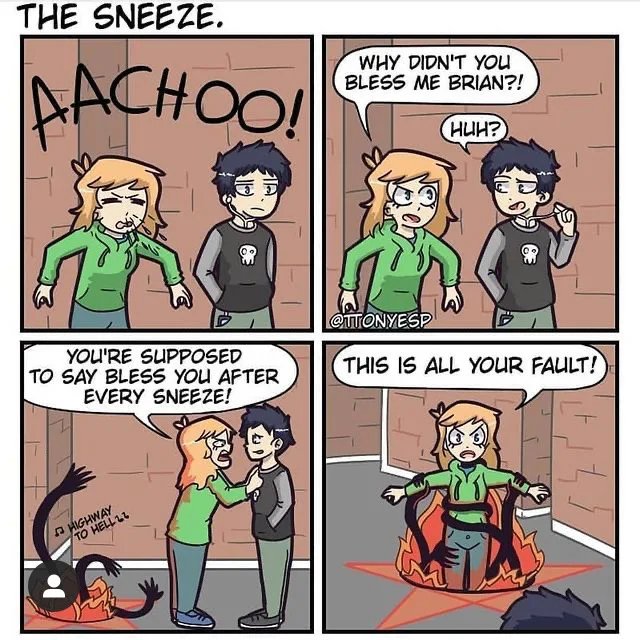 THE SNEEZE.
AACHOO!
WHY DIDN'T YOU
BLESS ME BRIAN?!
HUH?
@TTONYESP
YOU'RE SUPPOSED
TO SAY BLESS YOU AFTER
EVERY SNEEZE!
♫ HIGHWAY
TO HELL♪♪
THIS IS ALL YOUR FAULT!